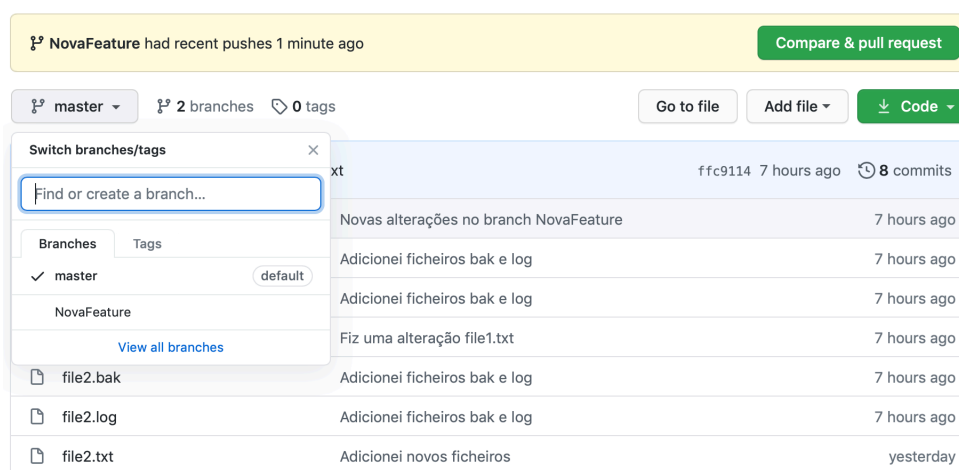 NovaFeature had recent pushes 1 minute ago
Compare & pull request
master 2 branches 0 tags Go to file Add file Code
Switch branches/tags
xt ffc9114 7 hours ago 8 commits
Find or create a branch...
Novas alterações no branch NovaFeature 7 hours ago
Branches Tags
Adicionei ficheiros bak e log 7 hours ago
master default
Adicionei ficheiros bak e log 7 hours ago
NovaFeature
Fiz uma alteração file1.txt 7 hours ago
View all branches
file2.bak Adicionei ficheiros bak e log 7 hours ago
file2.log Adicionei ficheiros bak e log 7 hours ago
file2.txt Adicionei novos ficheiros yesterday